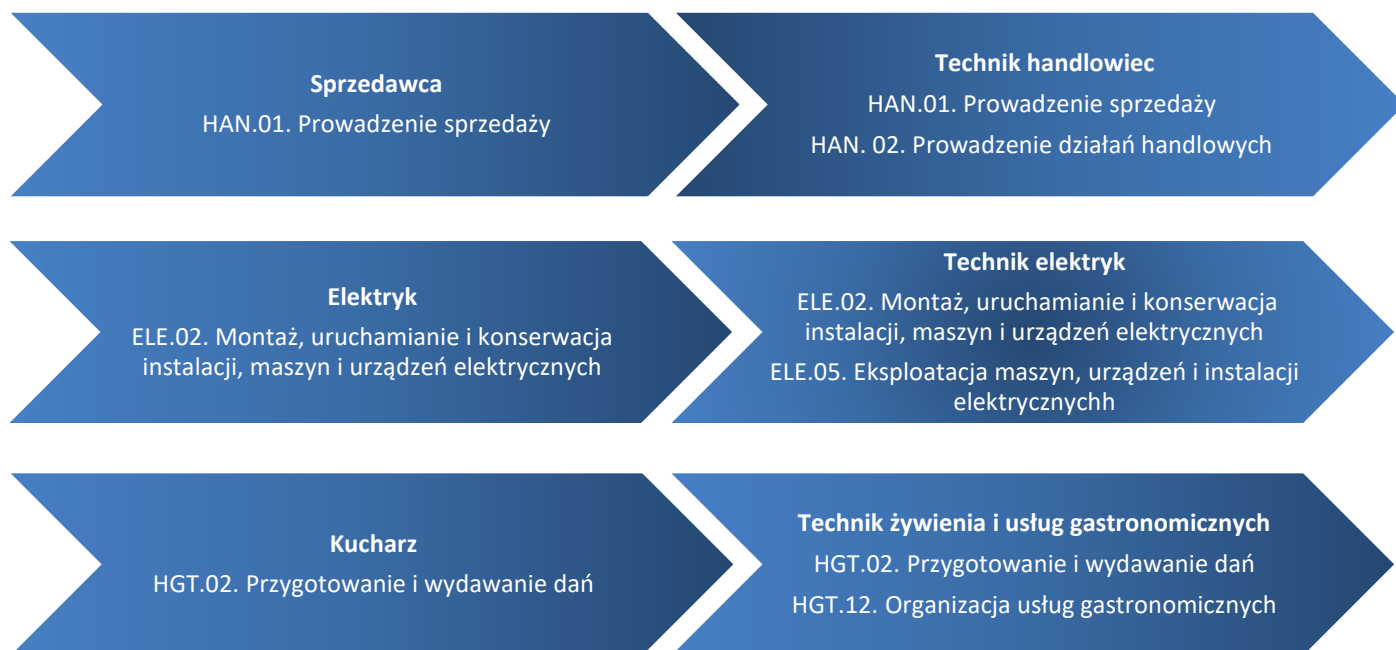 Sprzedawca
HAN.01. Prowadzenie sprzedaży
Technik handlowiec
HAN.01. Prowadzenie sprzedaży
HAN. 02. Prowadzenie działań handlowych
Elektryk
ELE.02. Montaż, uruchamianie i konserwacja
instalacji, maszyn i urządzeń elektrycznych
Technik elektryk
ELE.02. Montaż, uruchamianie i konserwacja
instalacji, maszyn i urządzeń elektrycznych
ELE.05. Eksploatacja maszyn, urządzeń i instalacji
elektrycznychh
Kucharz
HGT.02. Przygotowanie i wydawanie dań
Technik żywienia i usług gastronomicznych
HGT.02. Przygotowanie i wydawanie dań
HGT.12. Organizacja usług gastronomicznych